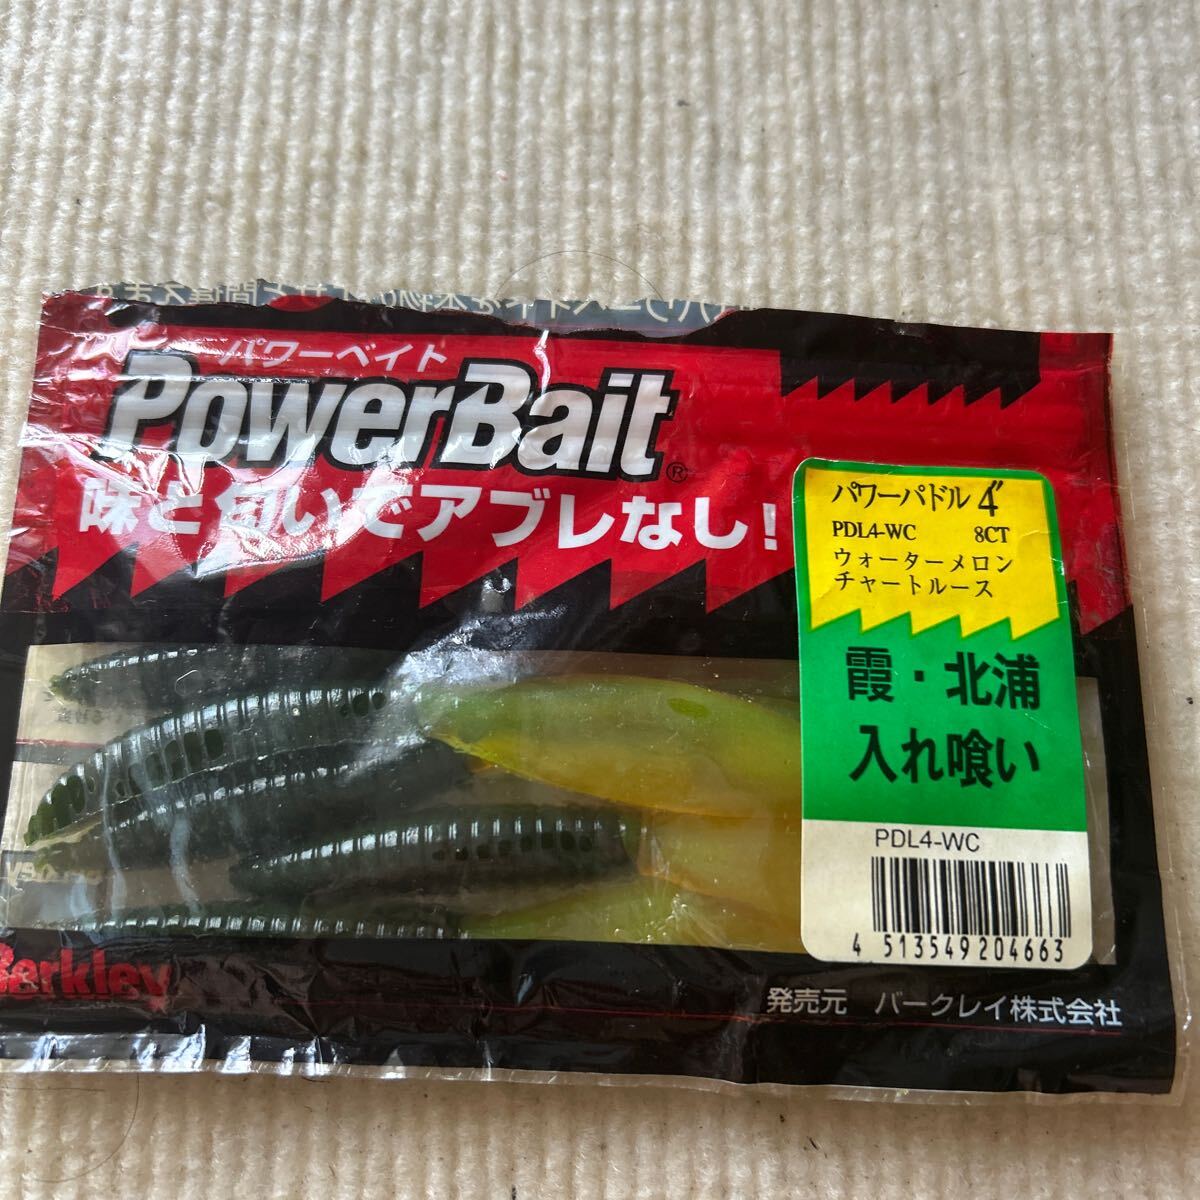 パワーベイト
PowerBait®
味と匂いでアブレなし!
パワーパドル 4"
PDL4-WC 8CT
ウォーターメロン
チャートルース
霞・北浦
入れ喰い
PDL4-WC
4 513549 204663
Berkley
発売元 バークレイ株式会社